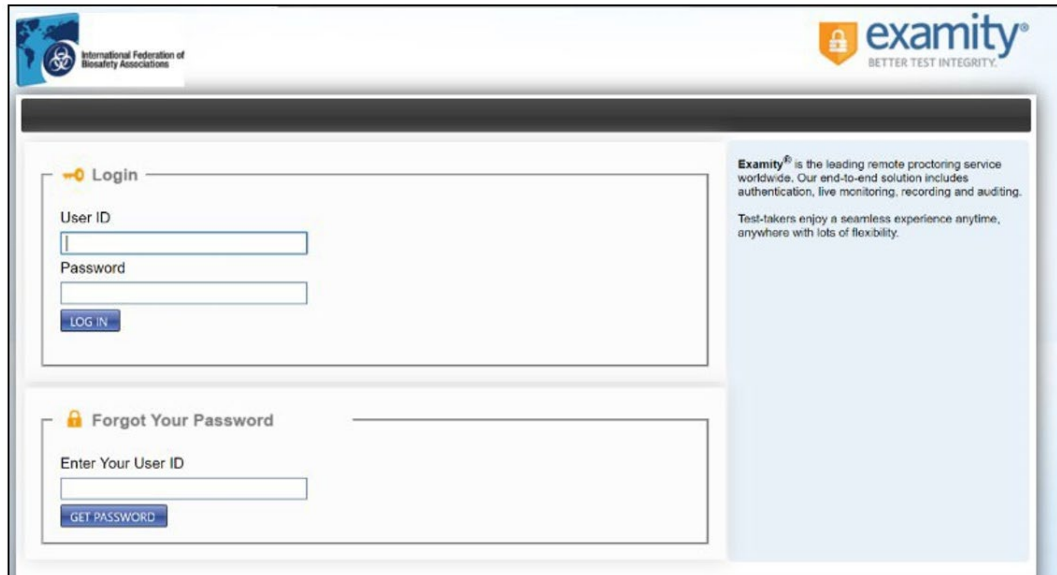 International Federation of
Biosafety Associations
examity®
BETTER TEST INTEGRITY.
Login
User ID
Password
LOG IN
Examity® is the leading remote proctoring service
worldwide. Our end-to-end solution includes
authentication, live monitoring, recording and auditing.
Test-takers enjoy a seamless experience anytime,
anywhere with lots of flexibility.
Forgot Your Password
Enter Your User ID
GET PASSWORD